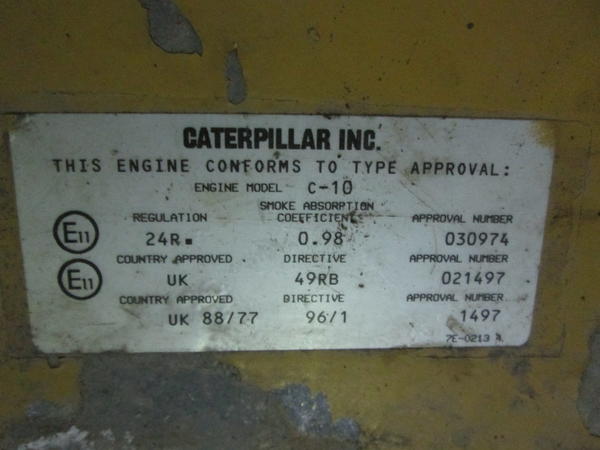 CATERPILLAR INC.
THIS ENGINE CONFORMS TO TYPE APPROVAL:
ENGINE MODEL C-10
SMOKE ABSORPTION
REGULATION COEFFICIENT APPROVAL NUMBER
E11 24R 0.98 030974
COUNTRY APPROVED DIRECTIVE APPROVAL NUMBER
E11 UK 49RB 021497
COUNTRY APPROVED DIRECTIVE APPROVAL NUMBER
UK 88/77 96/1 1497
7E-0213 4